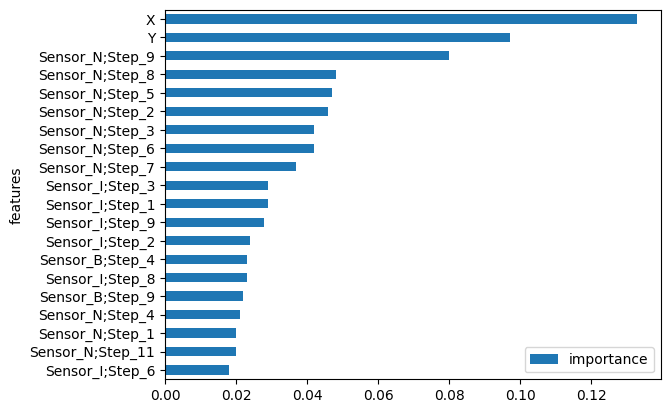 X
Y
Sensor_N;Step_9
Sensor_N;Step_8
Sensor_N;Step_5
Sensor_N;Step_2
Sensor_N;Step_3
Sensor_N;Step_6
Sensor_N;Step_7
Sensor_I;Step_3
Sensor_I;Step_1
Sensor_I;Step_9
Sensor_I;Step_2
Sensor_B;Step_4
Sensor_I;Step_8
Sensor_B;Step_9
Sensor_N;Step_4
Sensor_N;Step_1
Sensor_N;Step_11
Sensor_I;Step_6
features
importance
0.00 0.02 0.04 0.06 0.08 0.10 0.12